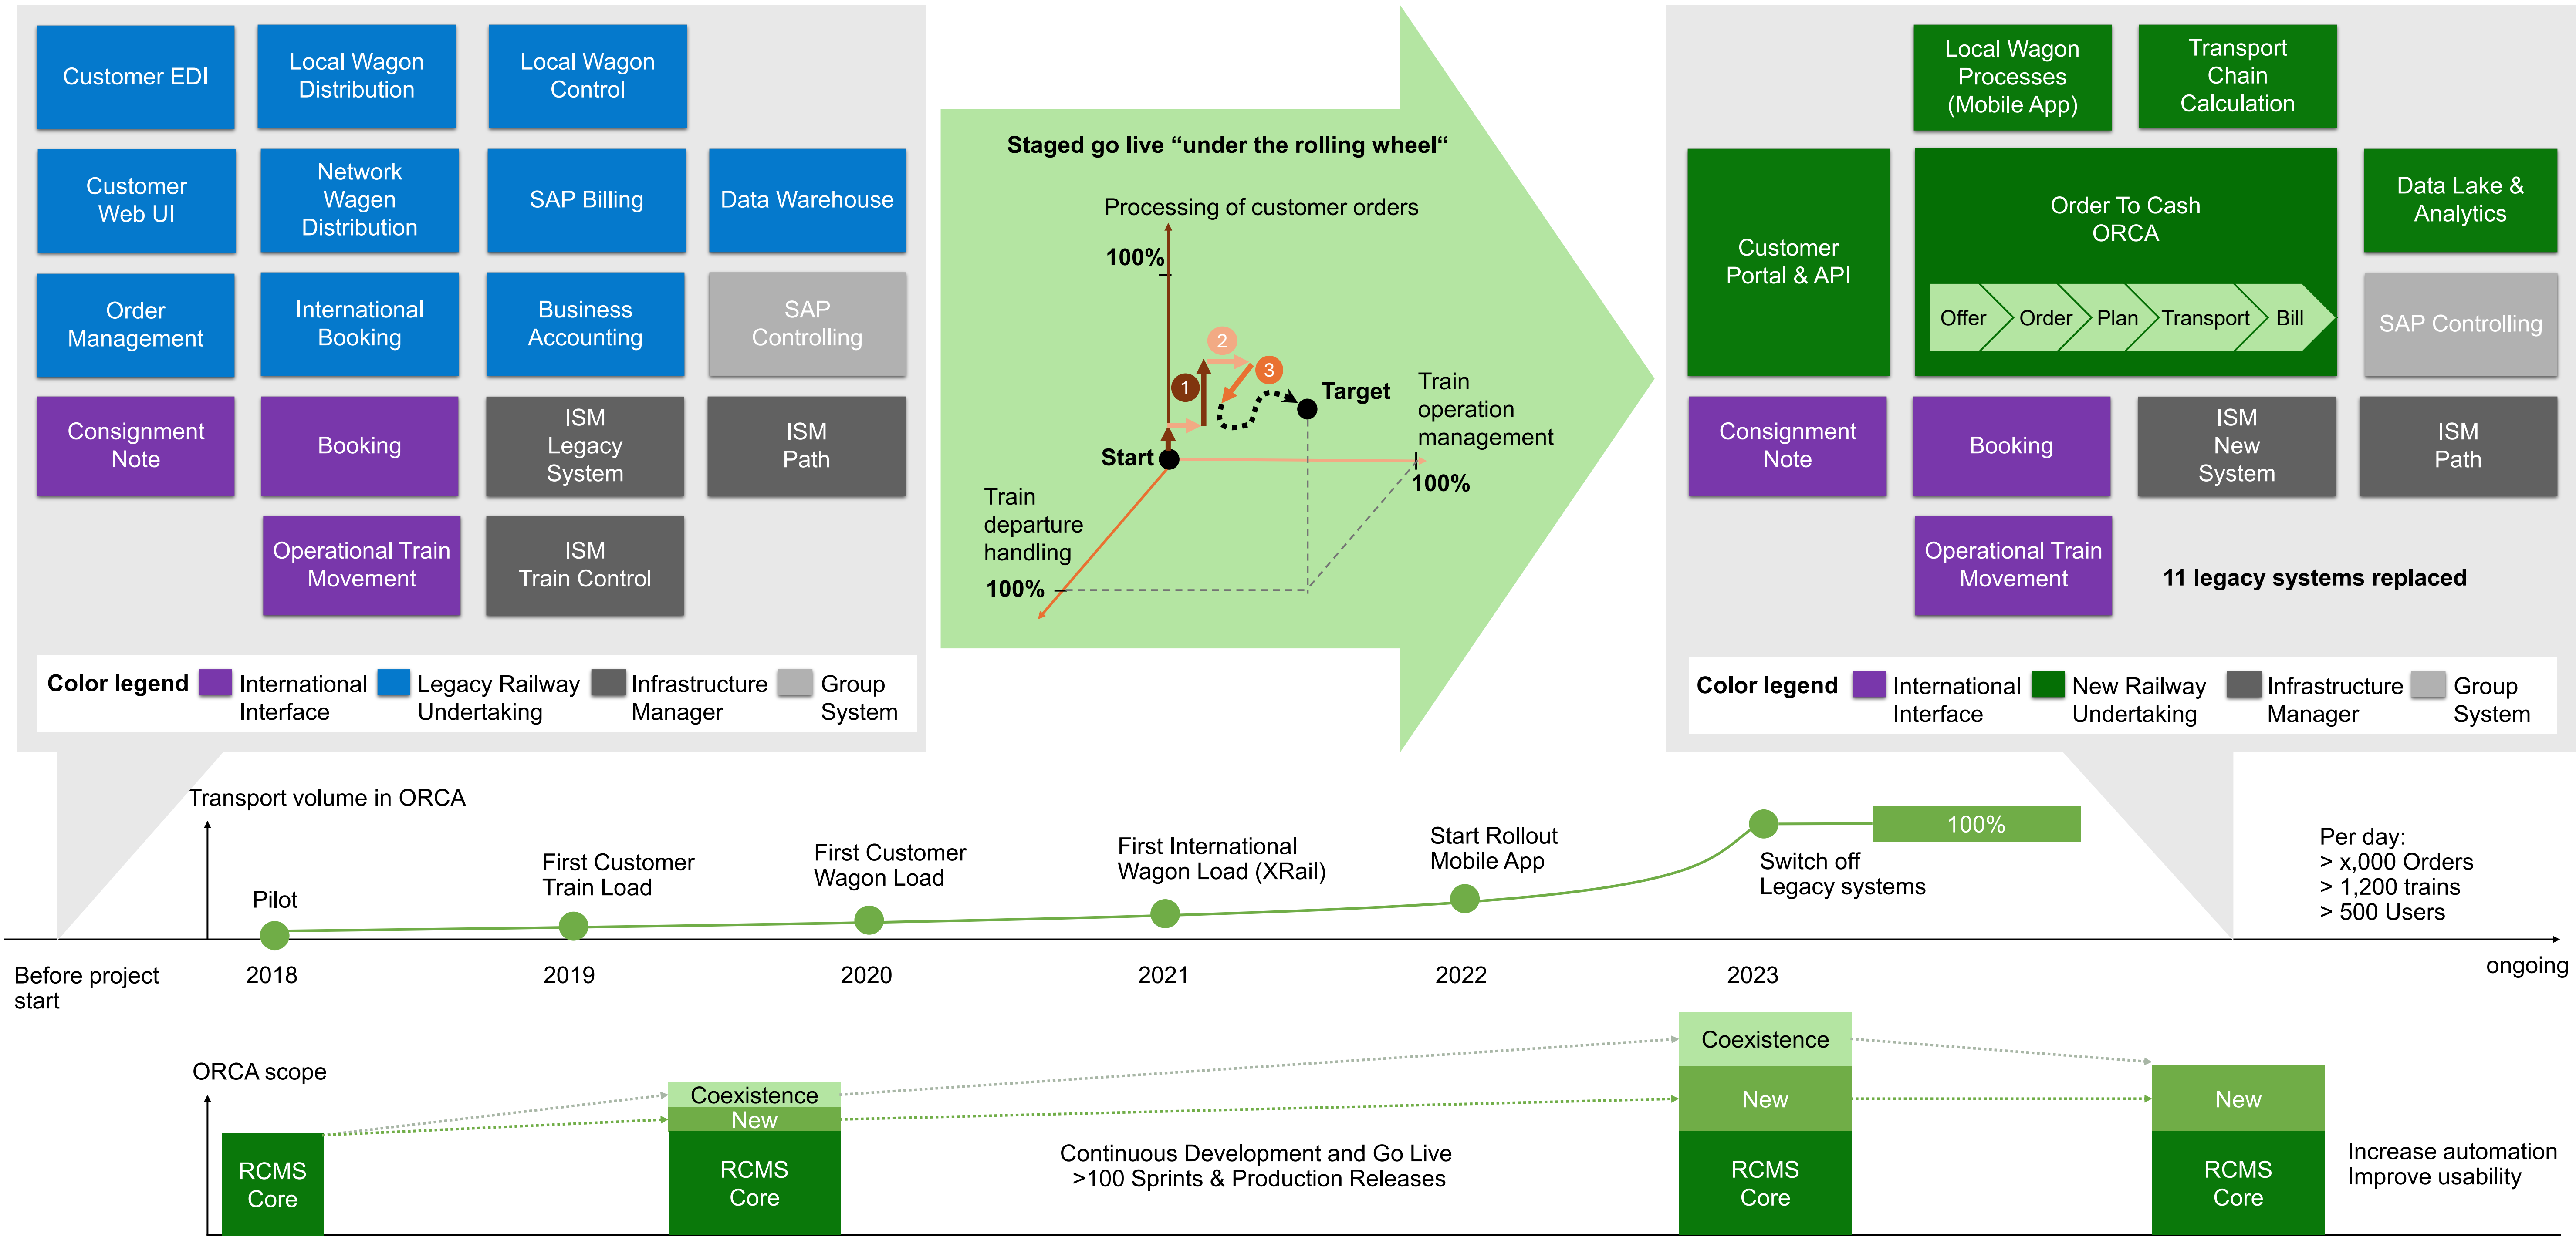 Customer EDI
Local Wagon
Distribution
Local Wagon
Control
Customer
Web UI
Network
Wagen
Distribution
SAP Billing
Data Warehouse
Order
Management
International
Booking
Business
Accounting
SAP
Controlling
Consignment
Note
Booking
ISM
Legacy
System
ISM
Path
Operational Train
Movement
ISM
Train Control
Color legend
International
Interface
Legacy Railway
Undertaking
Infrastructure
Manager
Group
System
Staged go live “under the rolling wheel“
Processing of customer orders
100%
1
2
3
Target
Start
Train
operation
management
100%
Train
departure
handling
100%
Local Wagon
Processes
(Mobile App)
Transport
Chain
Calculation
Customer
Portal & API
Order To Cash
ORCA
Offer
Order
Plan
Transport
Bill
Data Lake &
Analytics
SAP Controlling
Consignment
Note
Booking
ISM
New
System
ISM
Path
Operational Train
Movement
11 legacy systems replaced
Color legend
International
Interface
New Railway
Undertaking
Infrastructure
Manager
Group
System
Transport volume in ORCA
Pilot
First Customer
Train Load
First Customer
Wagon Load
First International
Wagon Load (XRail)
Start Rollout
Mobile App
Switch off
Legacy systems
100%
Per day:
> x,000 Orders
> 1,200 trains
> 500 Users
Before project
start
2018
2019
2020
2021
2022
2023
ongoing
ORCA scope
RCMS
Core
Coexistence
New
RCMS
Core
Continuous Development and Go Live
>100 Sprints & Production Releases
Coexistence
New
RCMS
Core
New
RCMS
Core
Increase automation
Improve usability